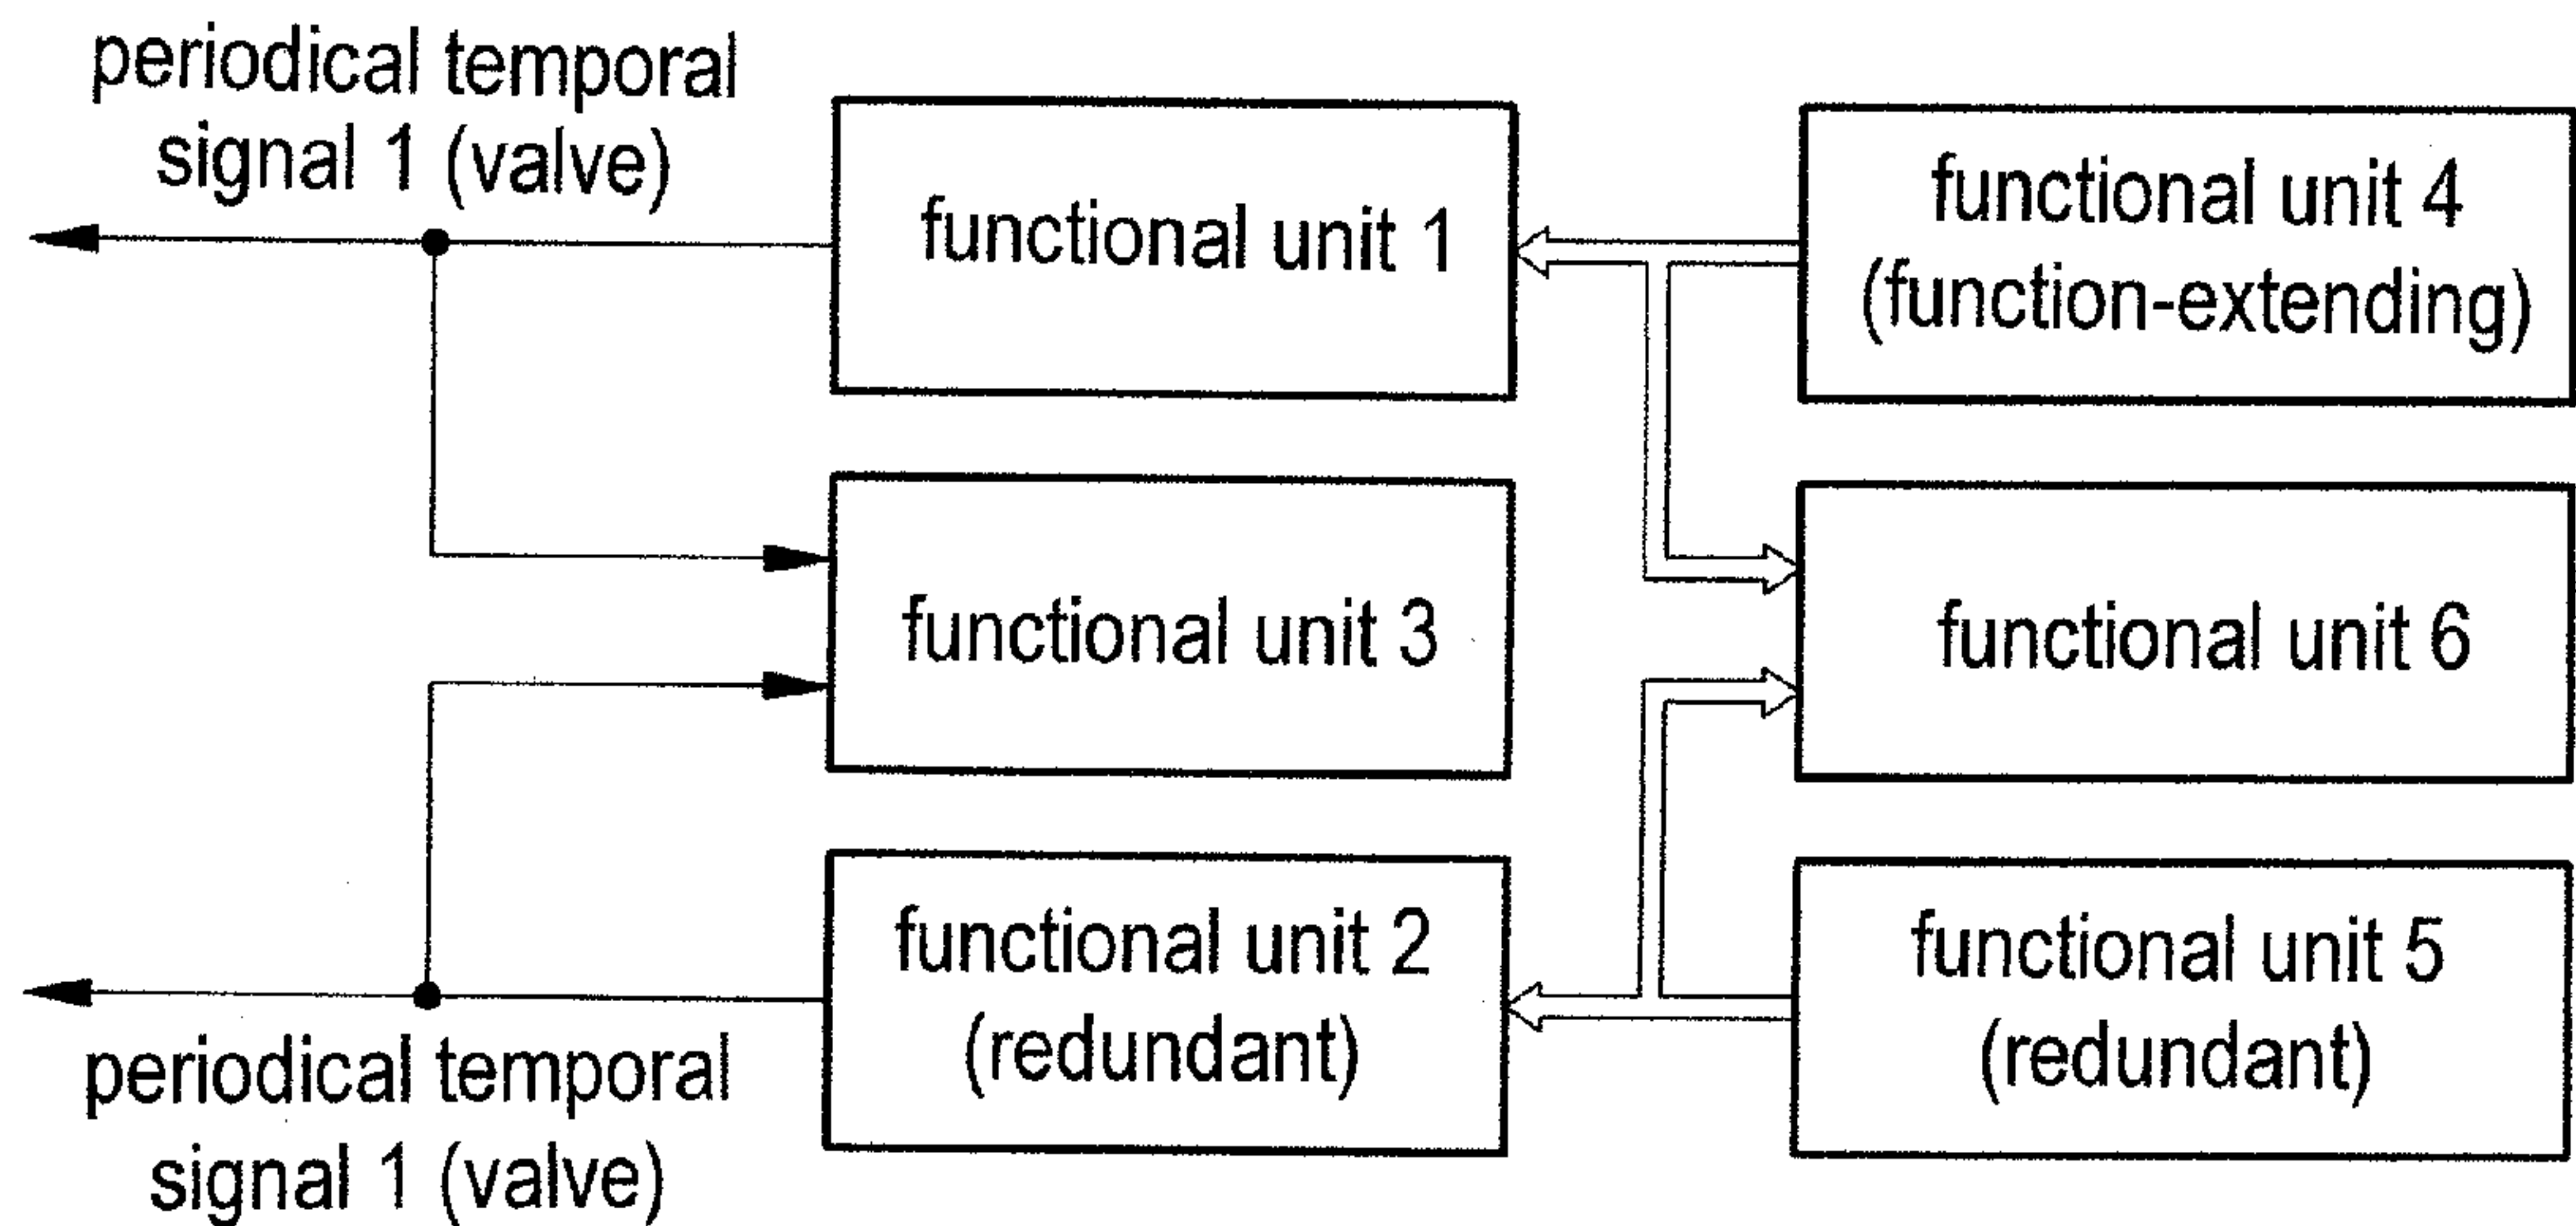 periodical temporal
signal 1 (valve)
functional unit 1
functional unit 4
(function-extending)
functional unit 3
functional unit 6
functional unit 2
(redundant)
functional unit 5
(redundant)
periodical temporal
signal 1 (valve)